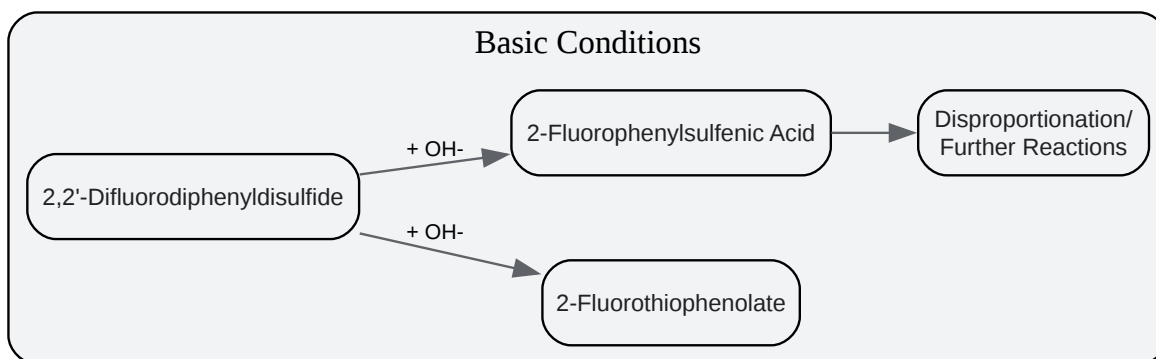 Basic Conditions
2-Fluorophenylsulfenic Acid
Disproportionation/
Further Reactions
+ OH-
2,2'-Difluorodiphenyldisulfide
+ OH-
2-Fluorothiophenolate